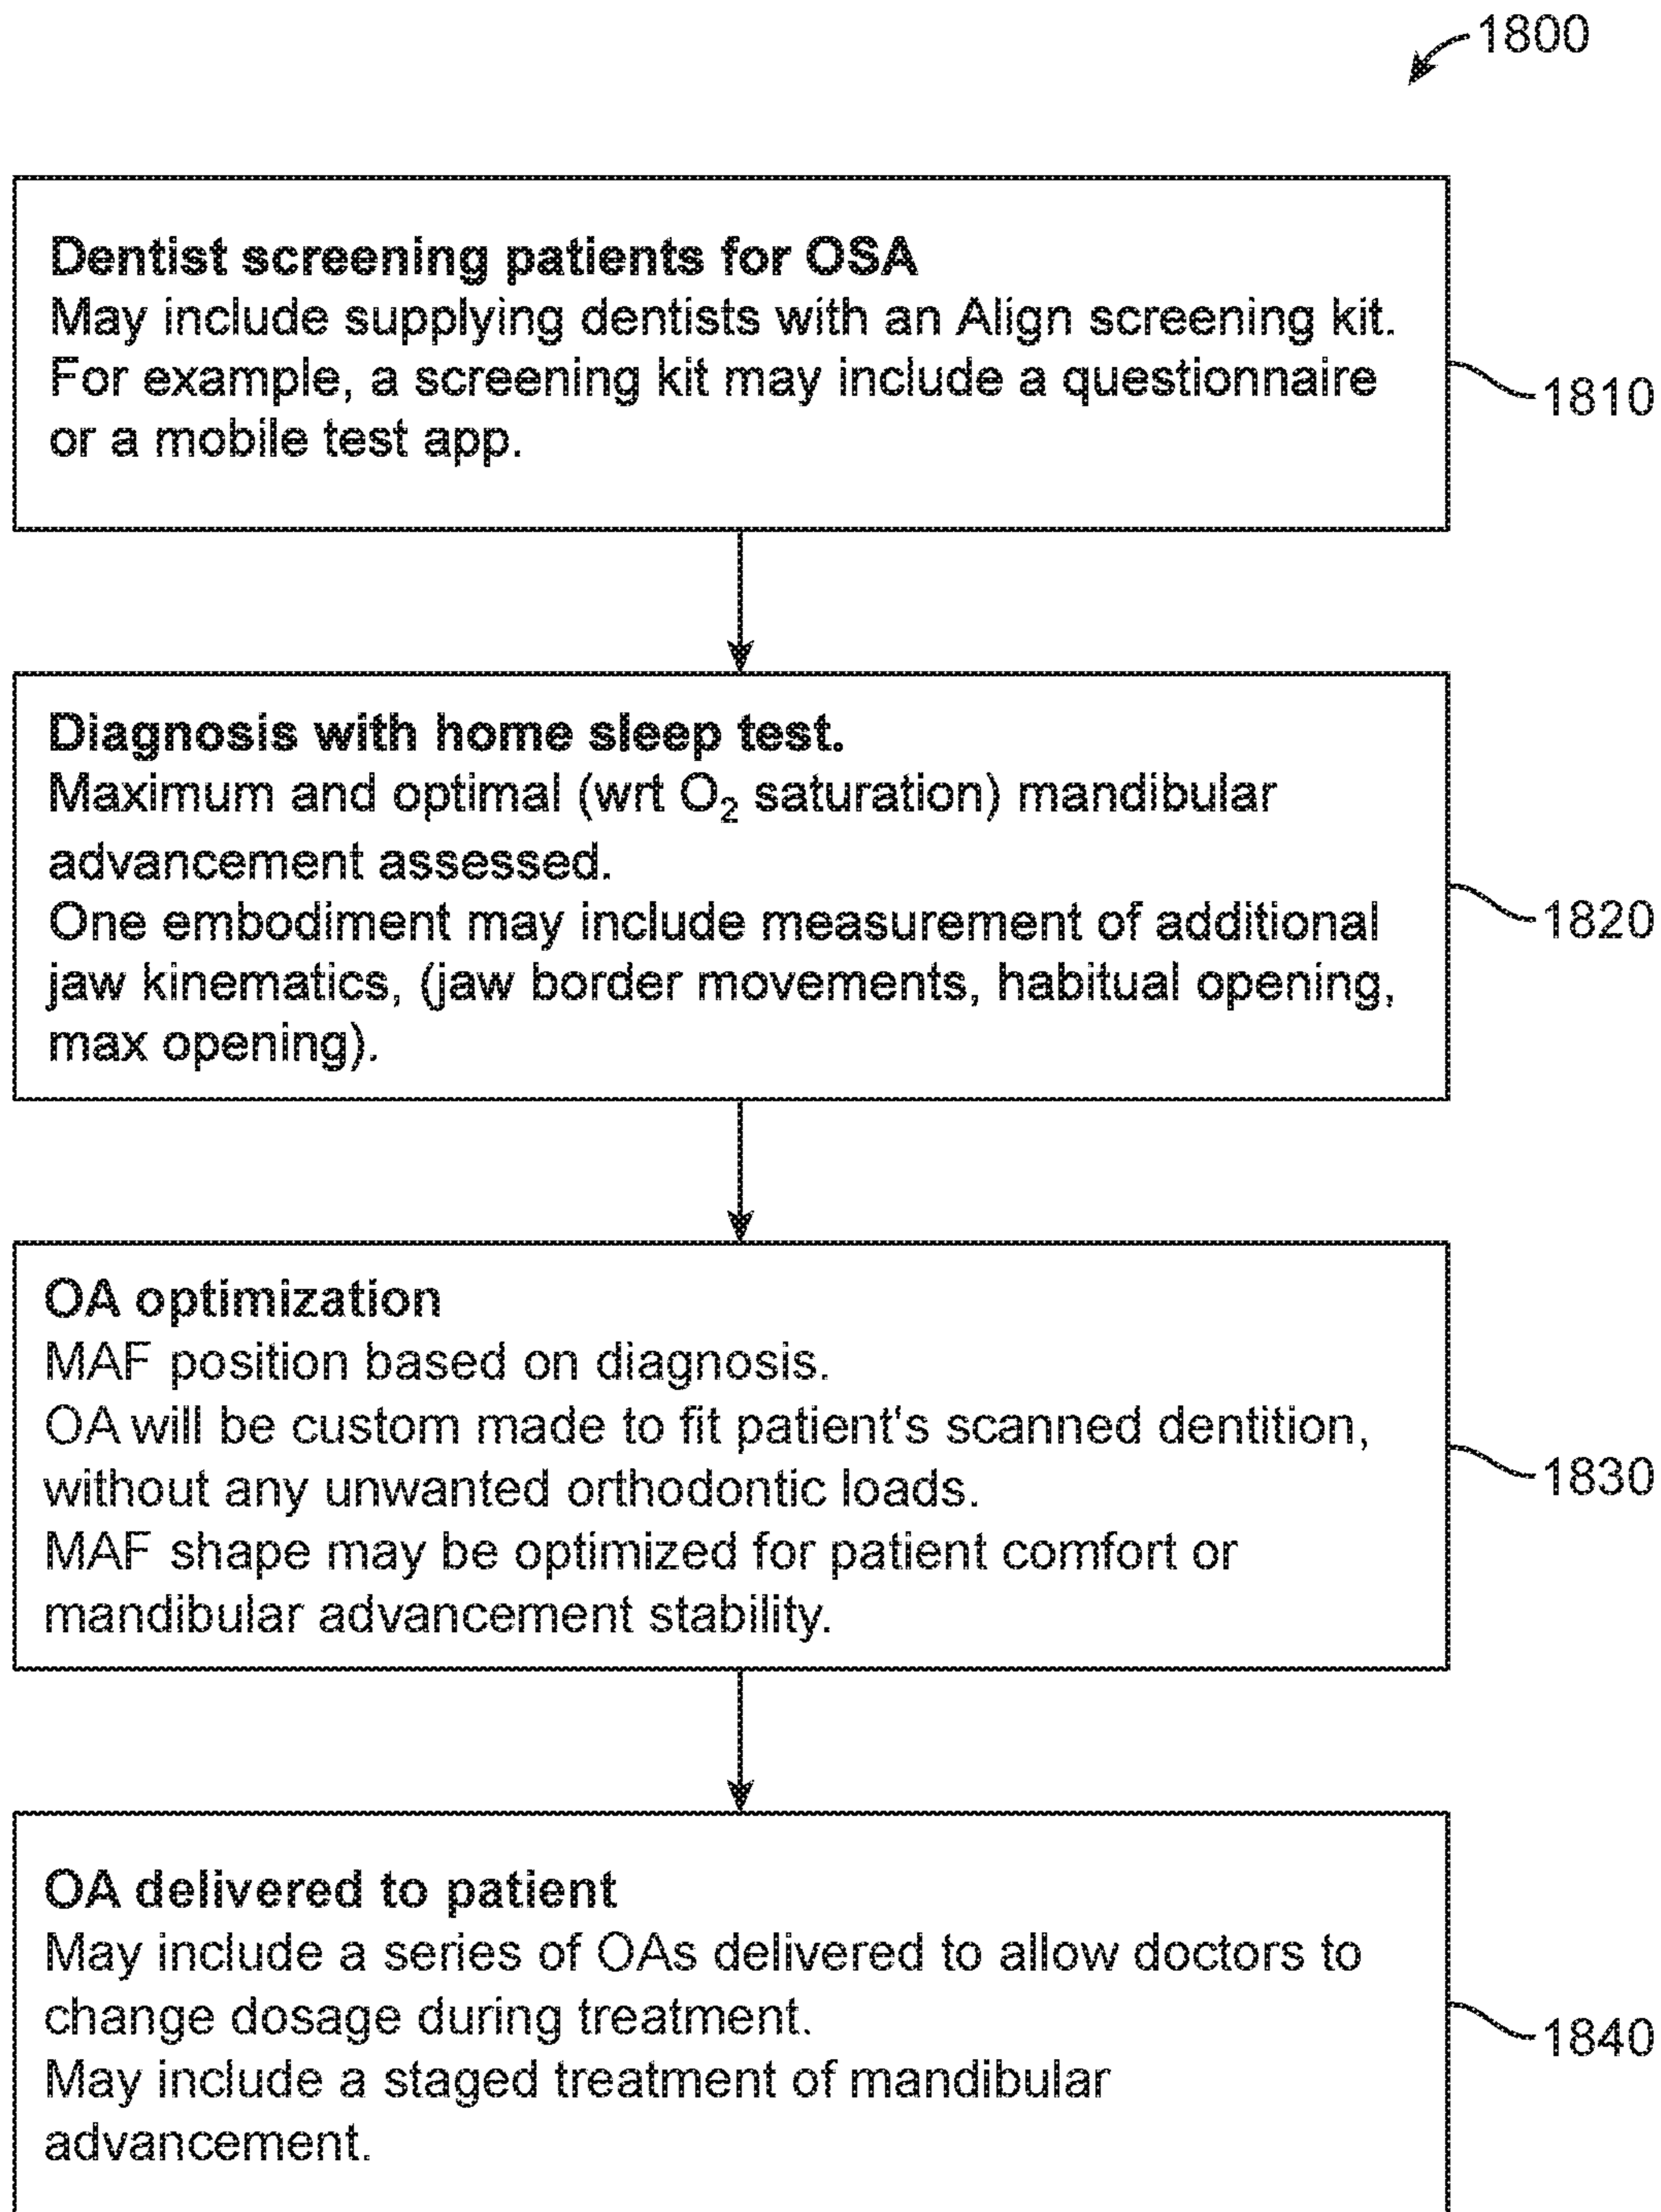 1800
Dentist screening patients for OSA
May include supplying dentists with an Align screening kit.
For example, a screening kit may include a questionnaire
or a mobile test app.
1810
Diagnosis with home sleep test.
Maximum and optimal (wrt O₂ saturation) mandibular
advancement assessed.
One embodiment may include measurement of additional
jaw kinematics, (jaw border movements, habitual opening,
max opening).
1820
OA optimization
MAF position based on diagnosis.
OA will be custom made to fit patient's scanned dentition,
without any unwanted orthodontic loads.
MAF shape may be optimized for patient comfort or
mandibular advancement stability.
1830
OA delivered to patient
May include a series of OAs delivered to allow doctors to
change dosage during treatment.
May include a staged treatment of mandibular
advancement.
1840